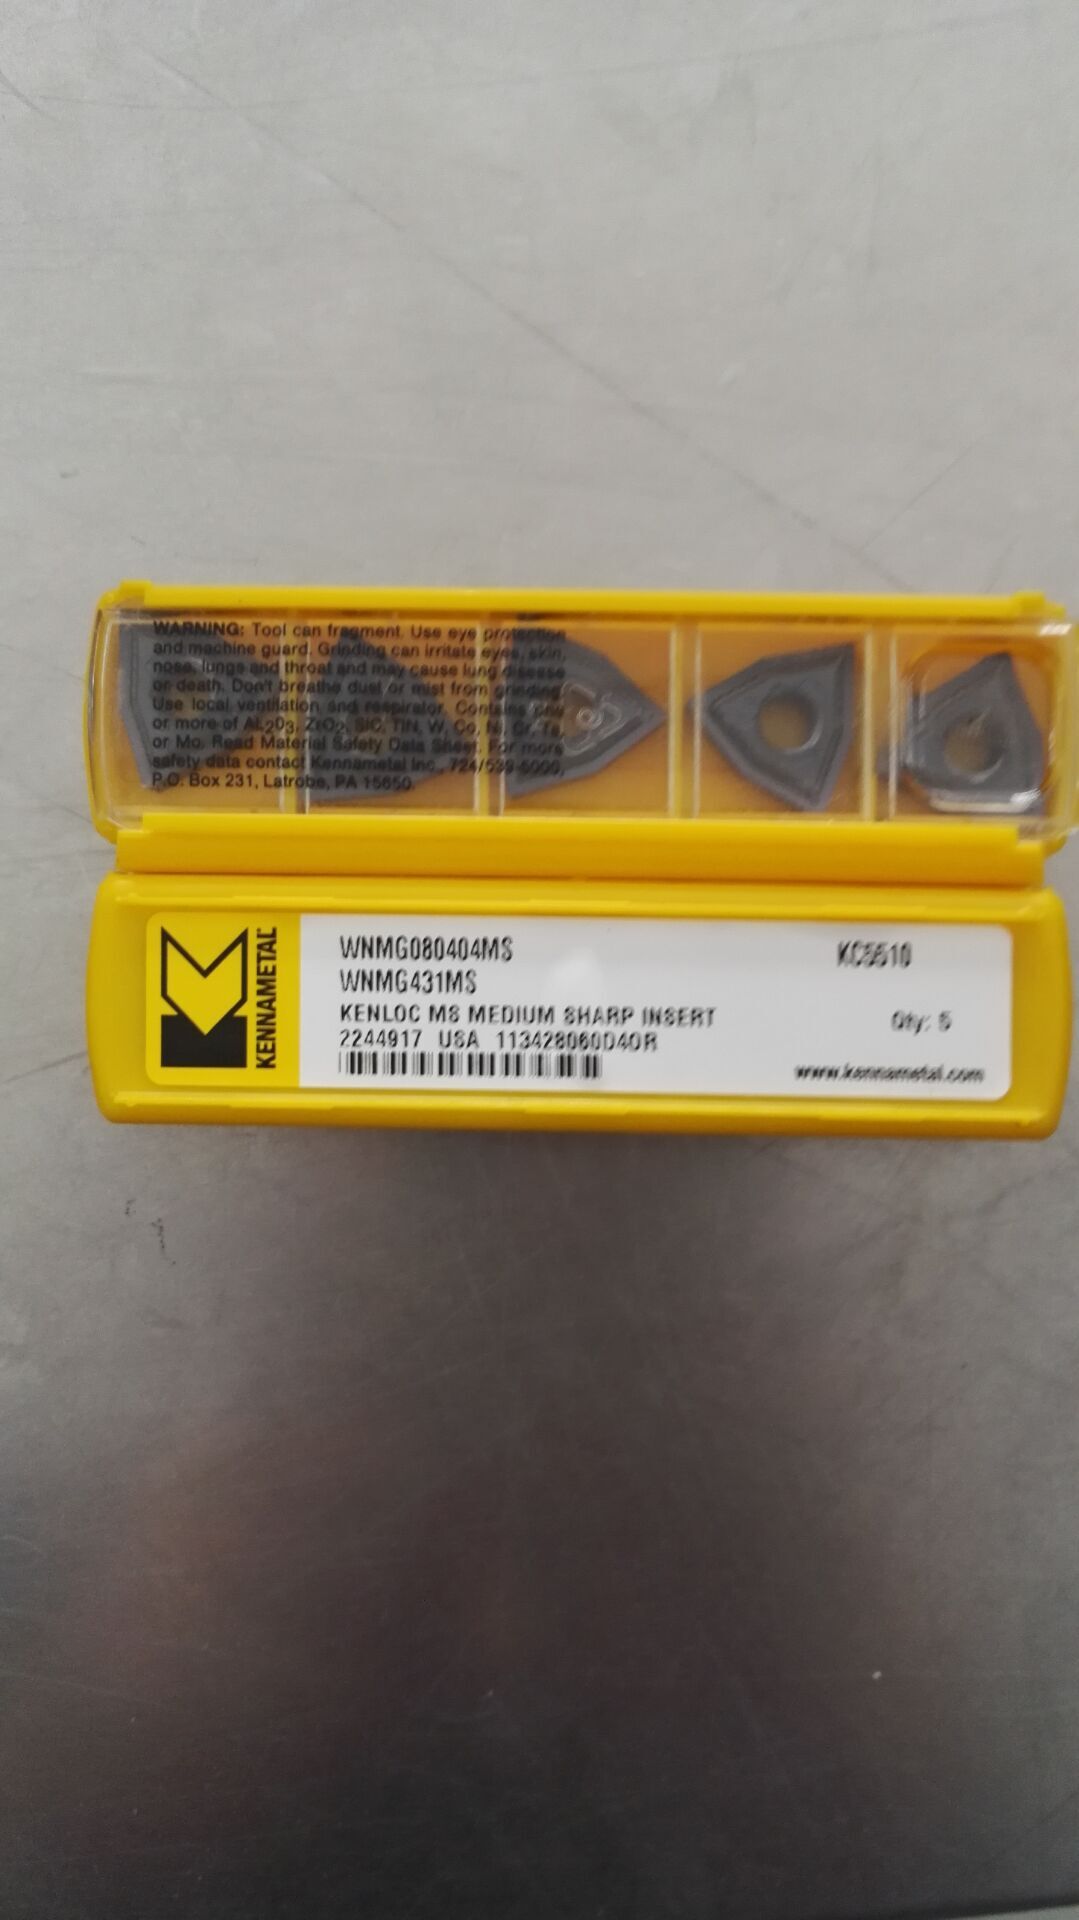 WARNING: Tool can fragment. Use eye protection
and machine guard. Grinding can irritate eyes, skin,
nose, lungs and throat and may cause lung disease
or death. Don't breathe dust or mist from grinding.
Use local ventilation and respirator. Contains one
or more of AL2O3, ZrO2, SiC, TiN, W, Co, Ni, Cr, Ta,
or Mo. Read Material Safety Data Sheet. For more
safety data contact Kennametal Inc., 724/539-5000,
P.O. Box 231, Latrobe, PA 15650.
KENNAMETAL
WNMG080404MS
KC5510
WNMG431MS
KENLOC MS MEDIUM SHARP INSERT
Qty: 5
2244917 USA 113428060D4OR
www.kennametal.com